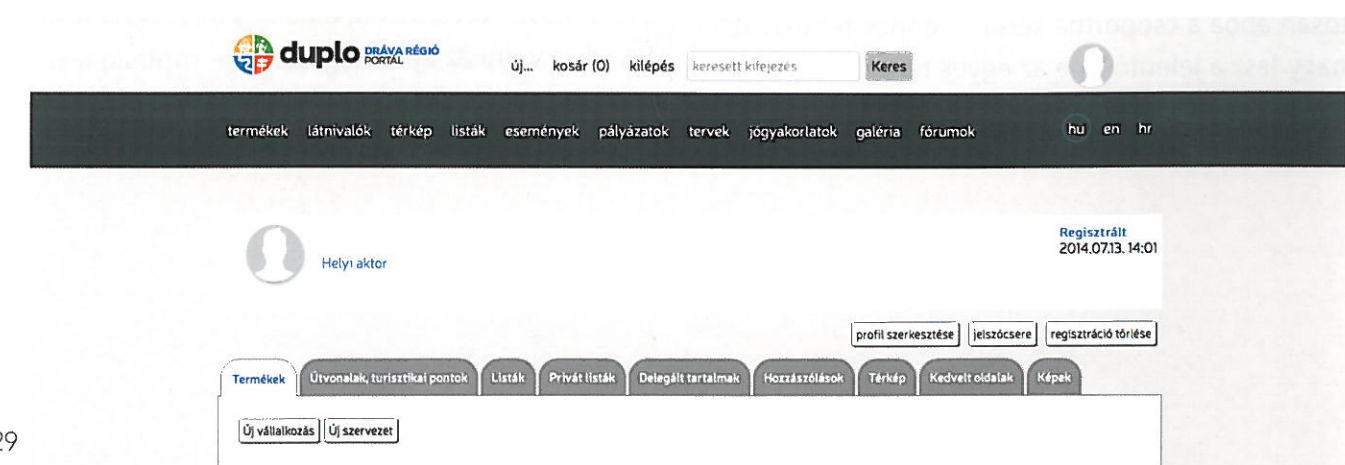 duplo DRÁVA RÉGIÓ
PORTÁL
új... kosár (0) kilépés keresett kifejezés Keres
termékek látnivalók térkép listák események pályázatok tervek jógyakorlatok galéria fórumok hu en hr
Regisztrált
2014.07.13. 14:01
Helyi aktor
profil szerkesztése jelszócsere regisztráció törlése
Termékek Útvonalak, turisztikai pontok Listák Privát listák Delegált tartalmak Hozzászólások Térkép Kedvelt oldalak Képek
Új vállalkozás Új szervezet
29